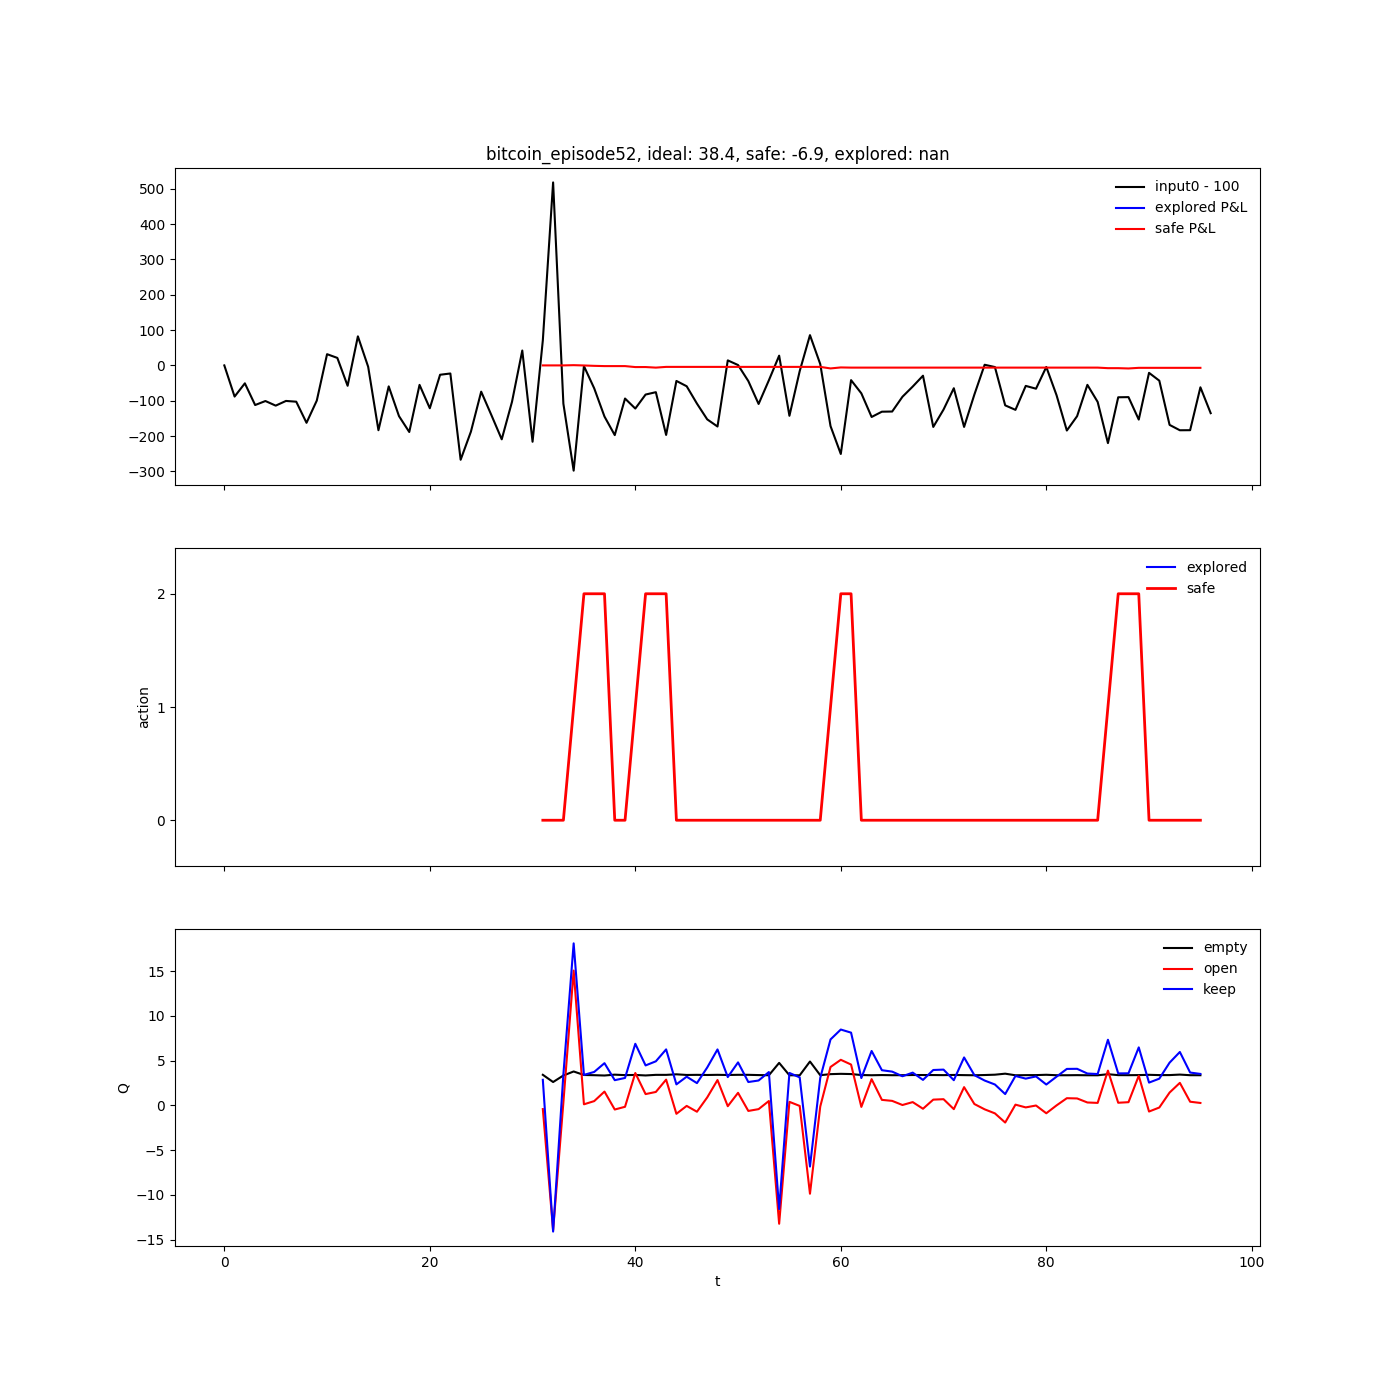 bitcoin_episode52, ideal: 38.4, safe: -6.9, explored: nan
500
400
300
200
100
0
−100
−200
−300
input0 - 100
explored P&L
safe P&L
action
2
1
0
explored
safe
Q
15
10
5
0
−5
−10
−15
empty
open
keep
0 20 40 60 80 100
t